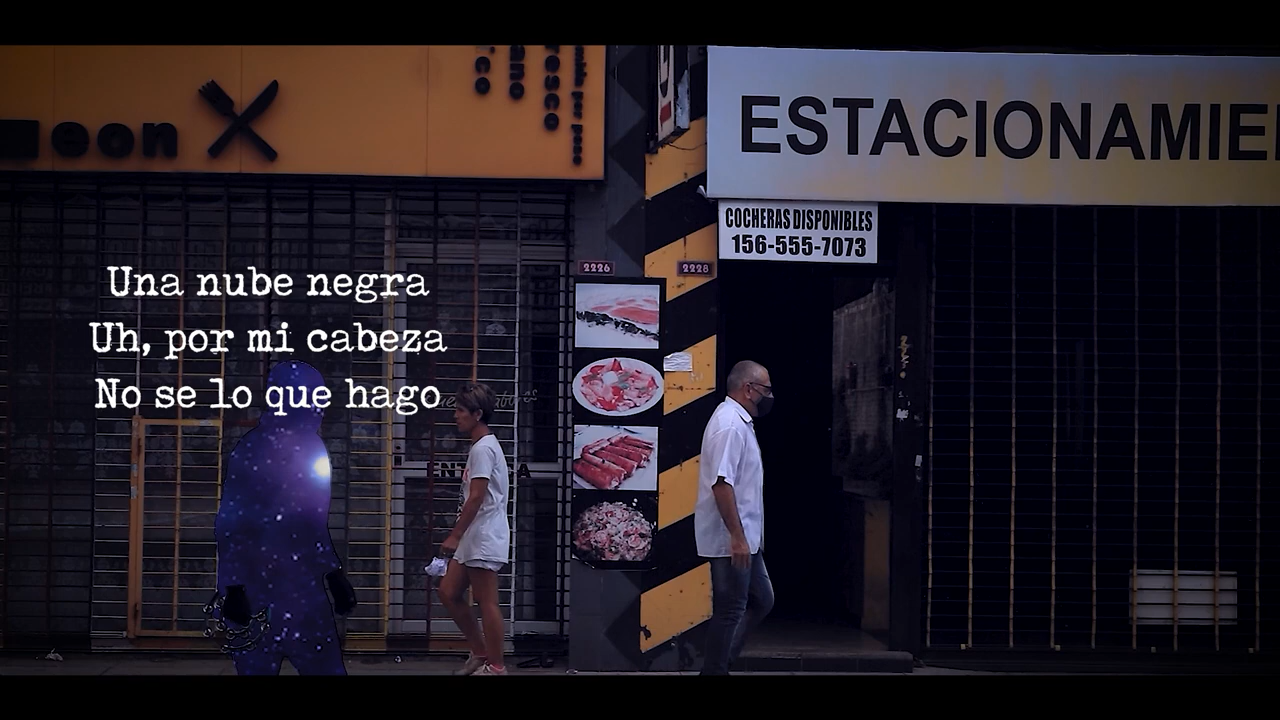 eon
ESTACIONAMIE
COCHERAS DISPONIBLES
156-555-7073
2226
2228
Una nube negra
Uh, por mi cabeza
No se lo que hago